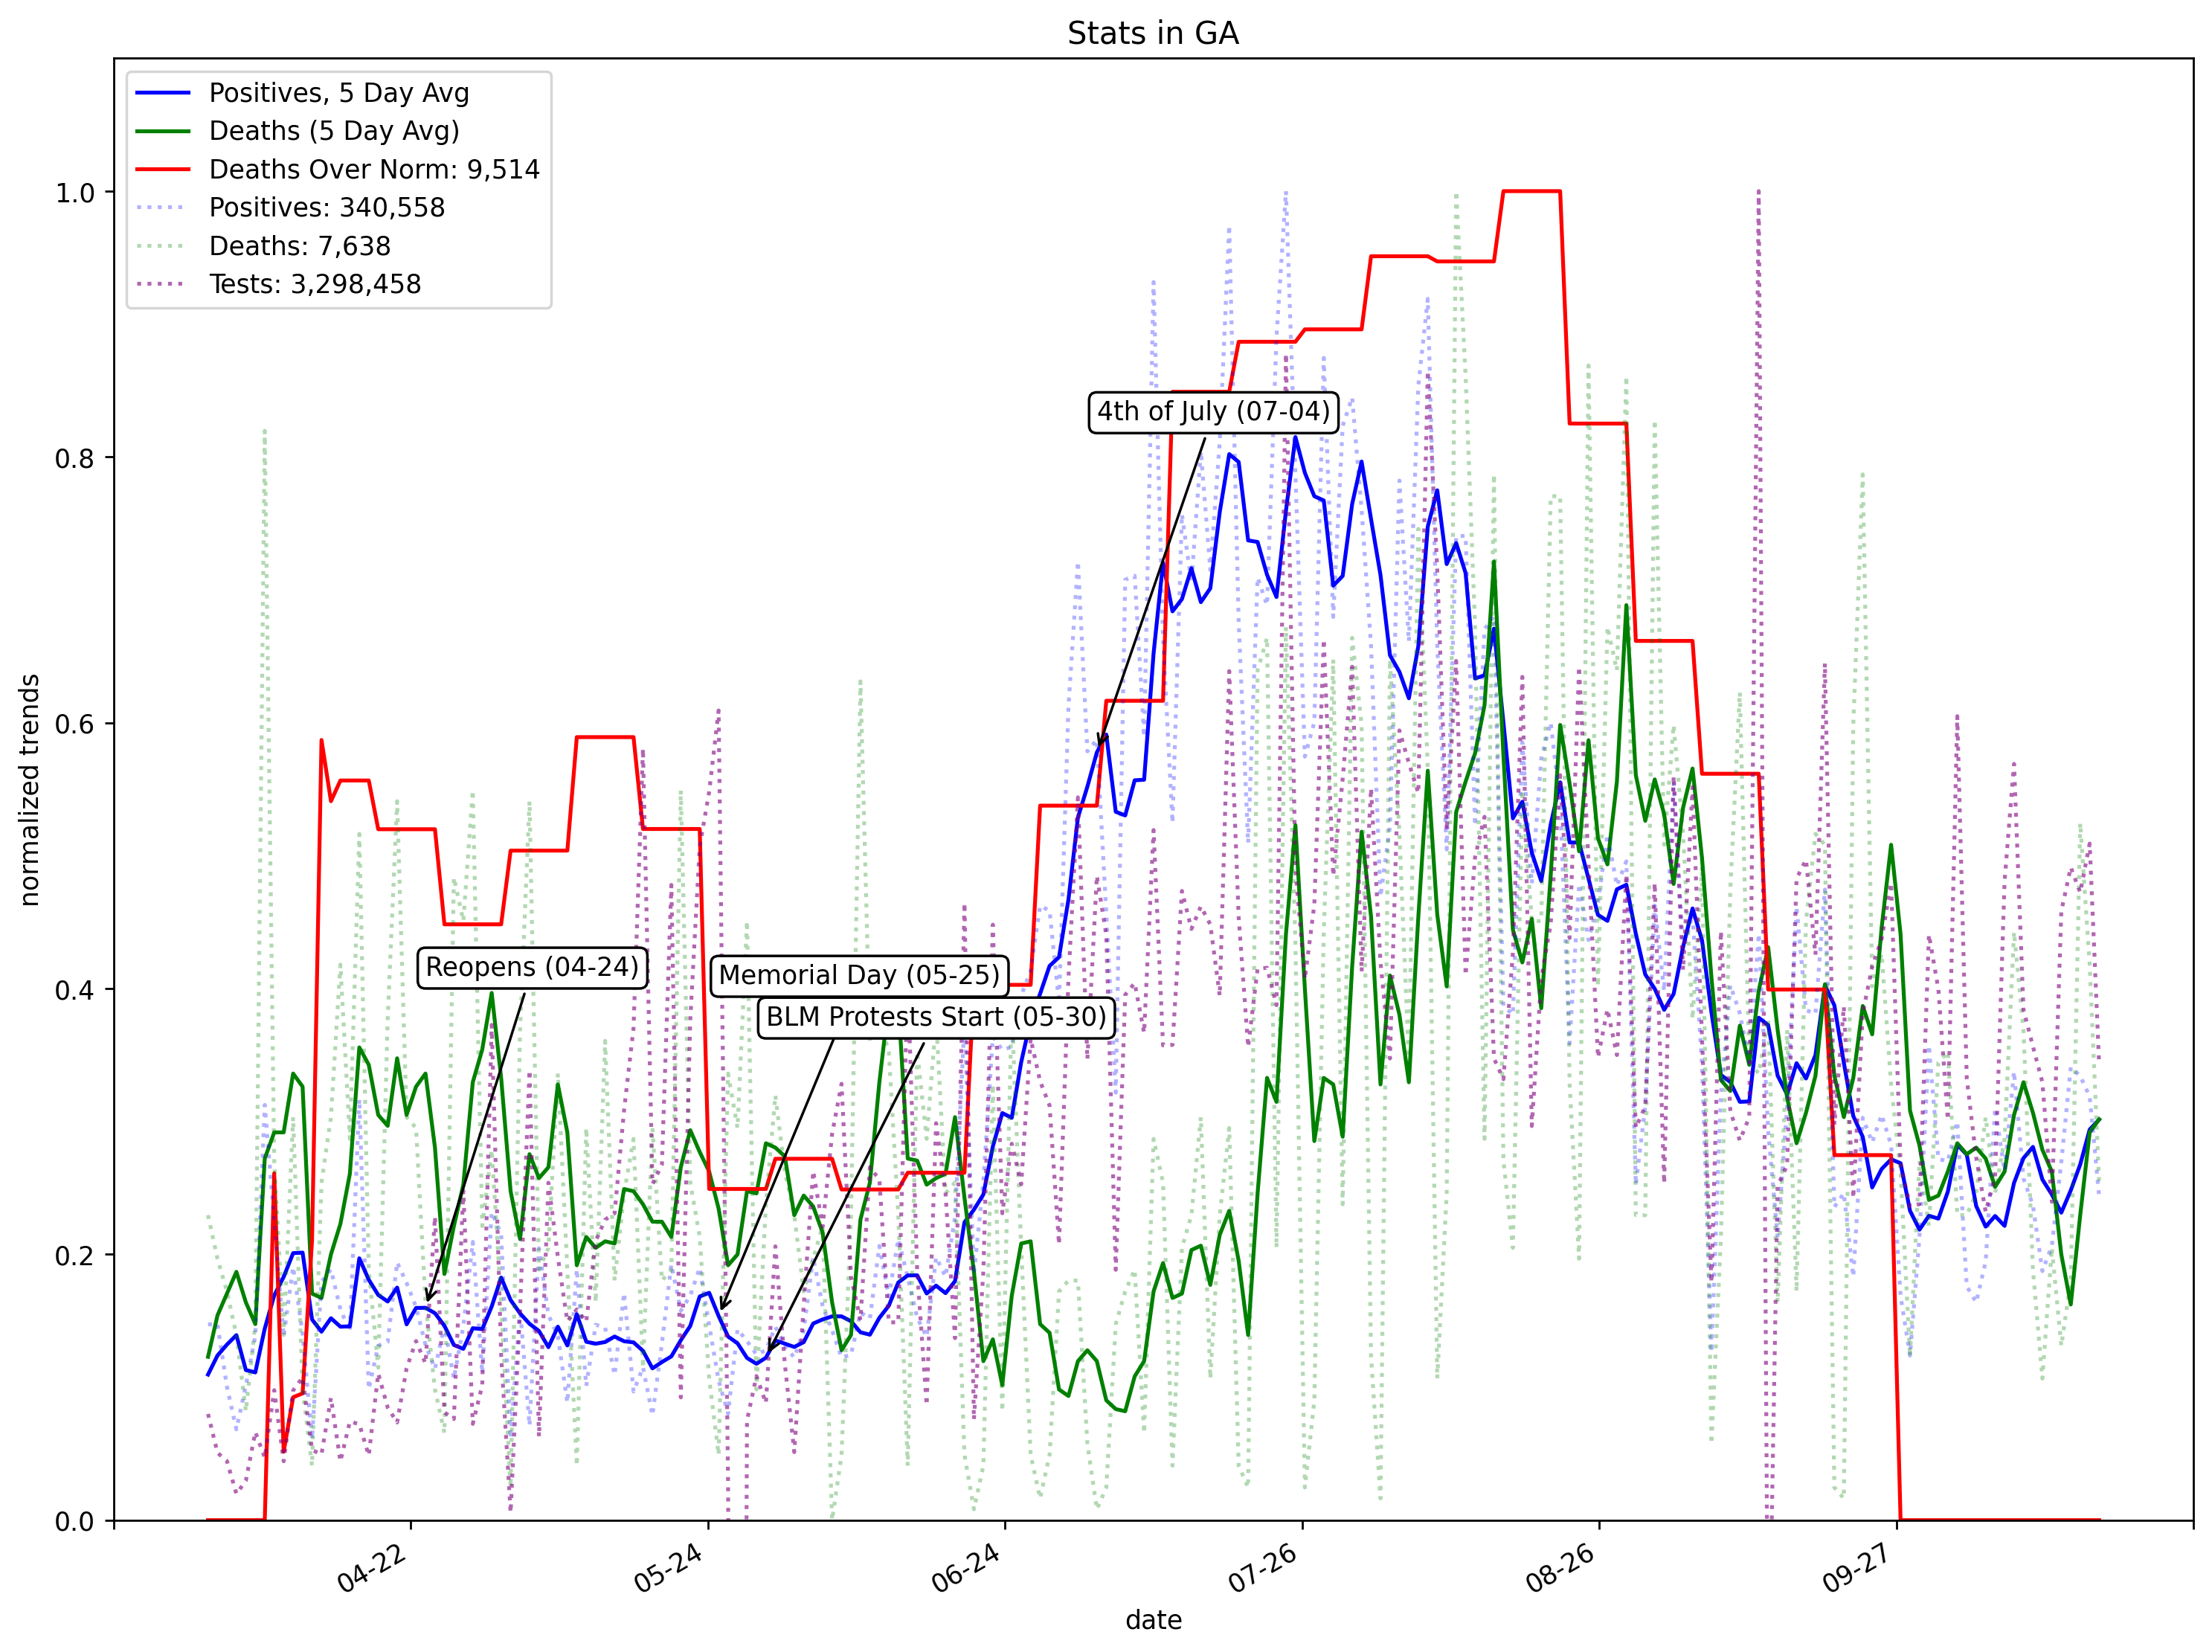 Stats in GA
Positives, 5 Day Avg
Deaths (5 Day Avg)
Deaths Over Norm: 9,514
Positives: 340,558
Deaths: 7,638
Tests: 3,298,458
normalized trends
1.0
0.8
0.6
0.4
0.2
0.0
4th of July (07-04)
Reopens (04-24)
Memorial Day (05-25)
BLM Protests Start (05-30)
04-22
05-24
06-24
07-26
08-26
09-27
date